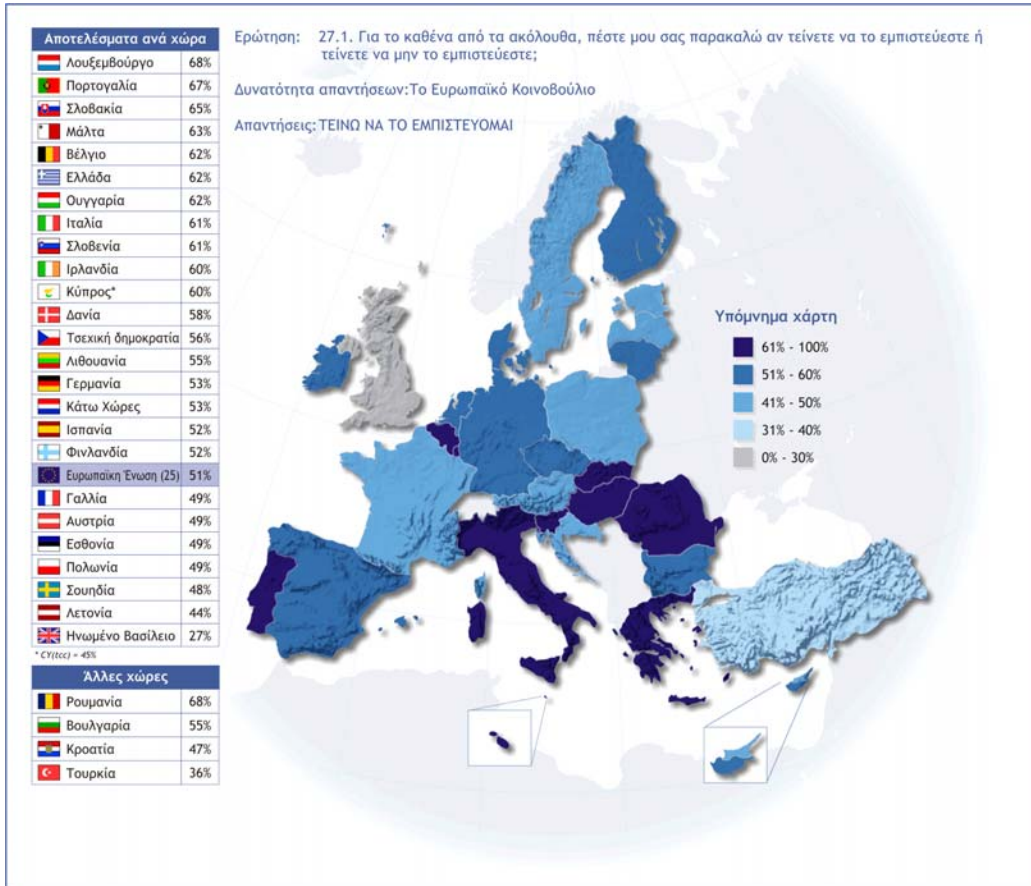 Αποτελέσματα ανά χώρα
Λουξεμβούργο 68%
Πορτογαλία 67%
Σλοβακία 65%
Μάλτα 63%
Βέλγιο 62%
Ελλάδα 62%
Ουγγαρία 62%
Ιταλία 61%
Σλοβενία 61%
Ιρλανδία 60%
Κύπρος* 60%
Δανία 58%
Τσεχική δημοκρατία 56%
Λιθουανία 55%
Γερμανία 53%
Κάτω Χώρες 53%
Ισπανία 52%
Φινλανδία 52%
Ευρωπαϊκη Ένωση (25) 51%
Γαλλία 49%
Αυστρία 49%
Εσθονία 49%
Πολωνία 49%
Σουηδία 48%
Λετονία 44%
Ηνωμένο Βασίλειο 27%
* CY(tcc) = 45%
Άλλες χώρες
Ρουμανία 68%
Βουλγαρία 55%
Κροατία 47%
Τουρκία 36%
Ερώτηση: 27.1. Για το καθένα από τα ακόλουθα, πέστε μου σας παρακαλώ αν τείνετε να το εμπιστεύεστε ή
τείνετε να μην το εμπιστεύεστε;
Δυνατότητα απαντήσεων:Το Ευρωπαϊκό Κοινοβούλιο
Απαντήσεις: ΤΕΙΝΩ ΝΑ ΤΟ ΕΜΠΙΣΤΕΥΟΜΑΙ
Υπόμνημα χάρτη
61% - 100%
51% - 60%
41% - 50%
31% - 40%
0% - 30%